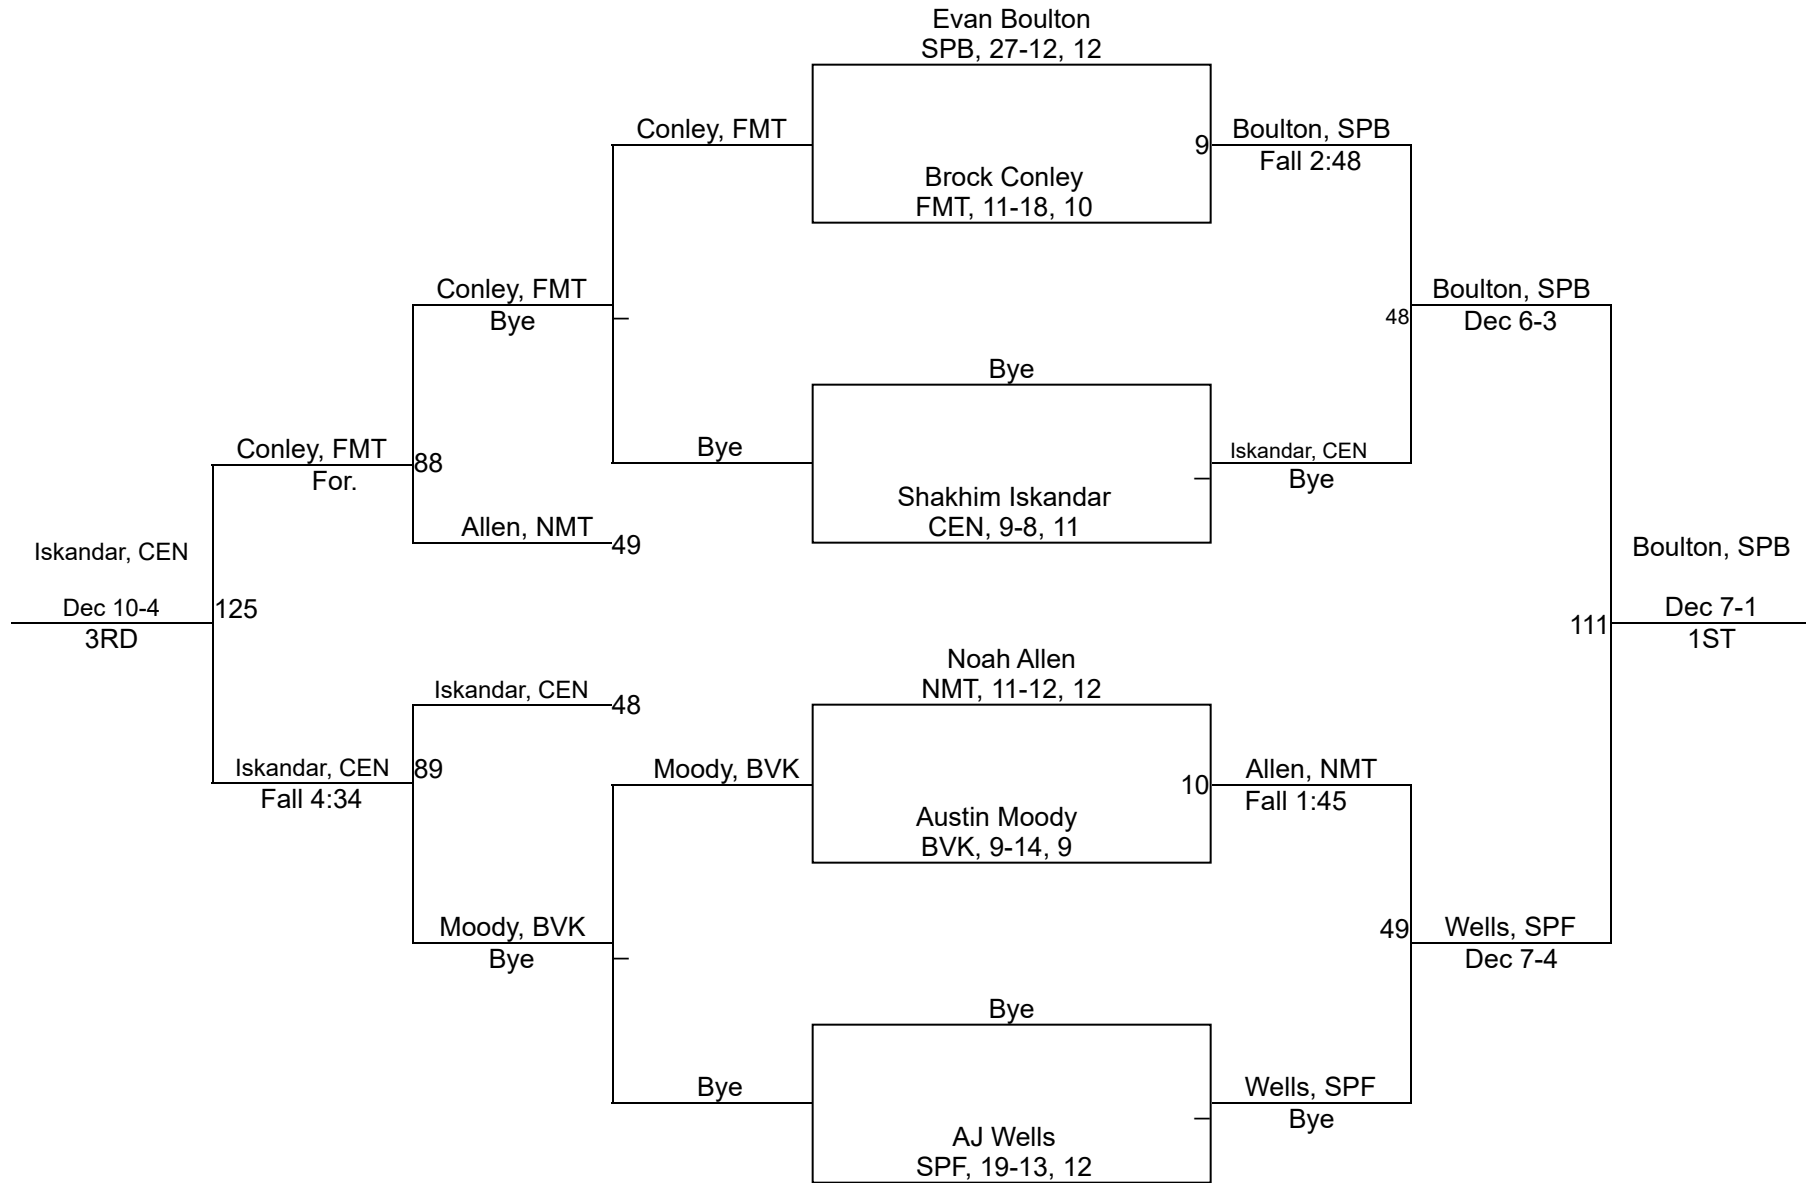 Evan Boulton
SPB, 27-12, 12
Conley, FMT
9
Boulton, SPB
Fall 2:48
Brock Conley
FMT, 11-18, 10
Conley, FMT
Bye
48
Boulton, SPB
Dec 6-3
Bye
Conley, FMT
For.
88
Bye
Iskandar, CEN
Bye
Shakhim Iskandar
CEN, 9-8, 11
Allen, NMT
49
Iskandar, CEN
Boulton, SPB
Dec 10-4
3RD
125
111
Dec 7-1
1ST
Noah Allen
NMT, 11-12, 12
Iskandar, CEN
48
Iskandar, CEN
Fall 4:34
89
Moody, BVK
10
Allen, NMT
Fall 1:45
Austin Moody
BVK, 9-14, 9
Moody, BVK
Bye
49
Wells, SPF
Dec 7-4
Bye
Bye
Wells, SPF
Bye
AJ Wells
SPF, 19-13, 12